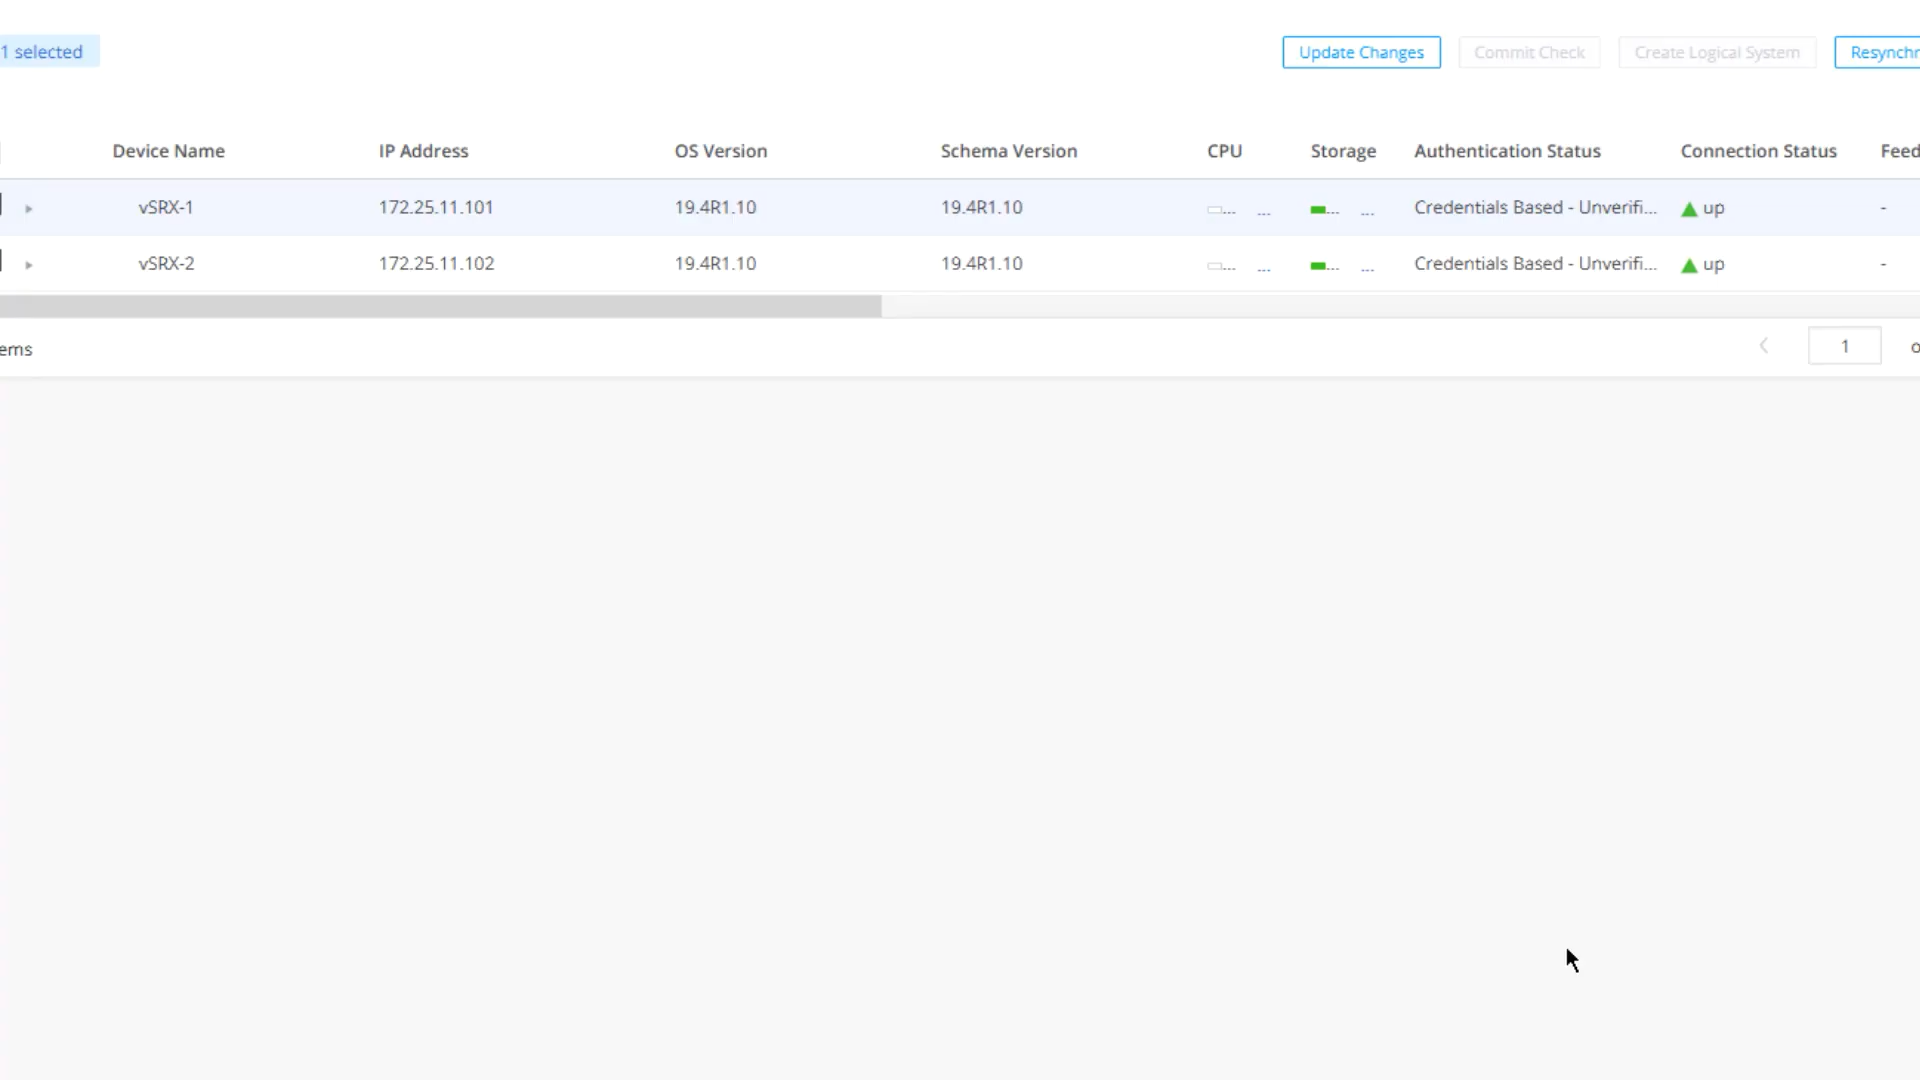 1 selected
Update Changes Commit Check Create Logical System Resynchr
Device Name IP Address OS Version Schema Version CPU Storage Authentication Status Connection Status Feed
vSRX-1 172.25.11.101 19.4R1.10 19.4R1.10 ... ... ... ... Credentials Based - Unverifi... up -
vSRX-2 172.25.11.102 19.4R1.10 19.4R1.10 ... ... ... ... Credentials Based - Unverifi... up -
ems 1 o